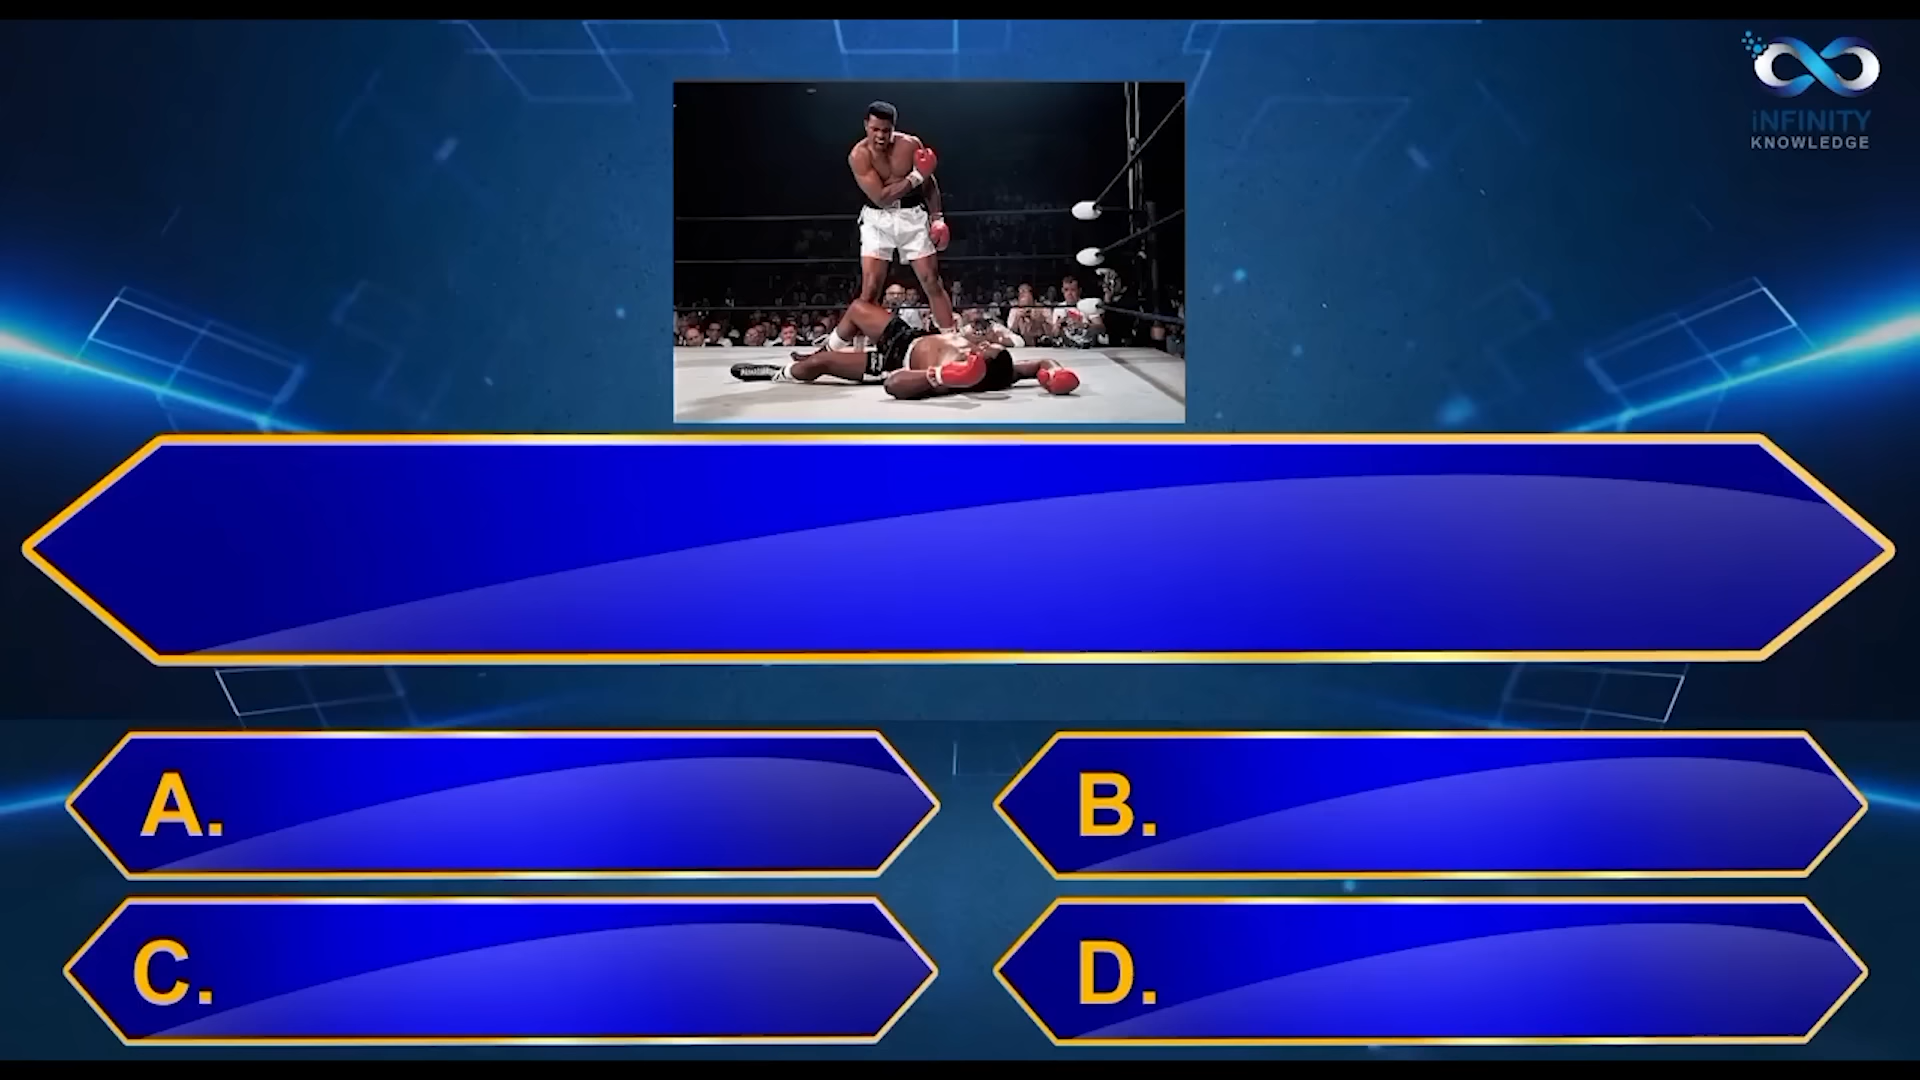 iNFINITY
KNOWLEDGE
A.
B.
C.
D.